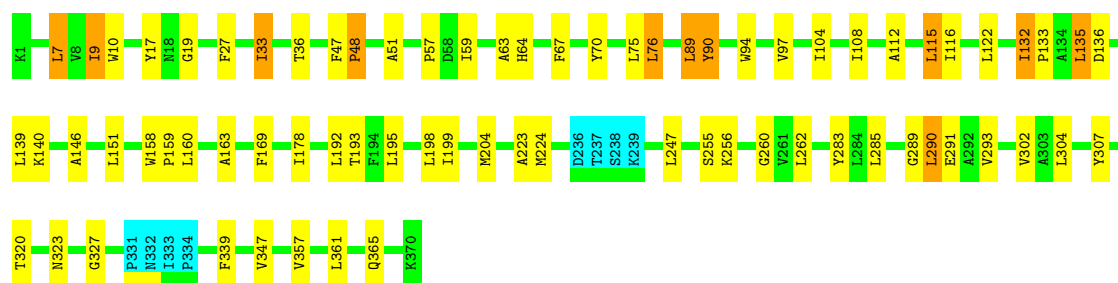 K1 L7 V8 I9 W10 Y17 N18 G19 F27 I33 T36 F47 P48 A51 P57 D58 I59 A63 H64 F67 Y70 L75 L76 L89 Y90 W94 V97 I104 I108 A112 L115 I116 L122 I132 P133 A134 L135 D136
L139 K140 A146 L151 W158 P159 L160 A163 F169 I178 L192 T193 F194 L195 L198 I199 M204 A223 M224 D236 T237 S238 K239 L247 S255 K256 G260 V261 L262 Y283 L284 L285 G289 L290 E291 A292 V293 V302 A303 L304 Y307
T320 N323 G327 P331 N332 I333 P334 F339 V347 V357 L361 Q365 K370